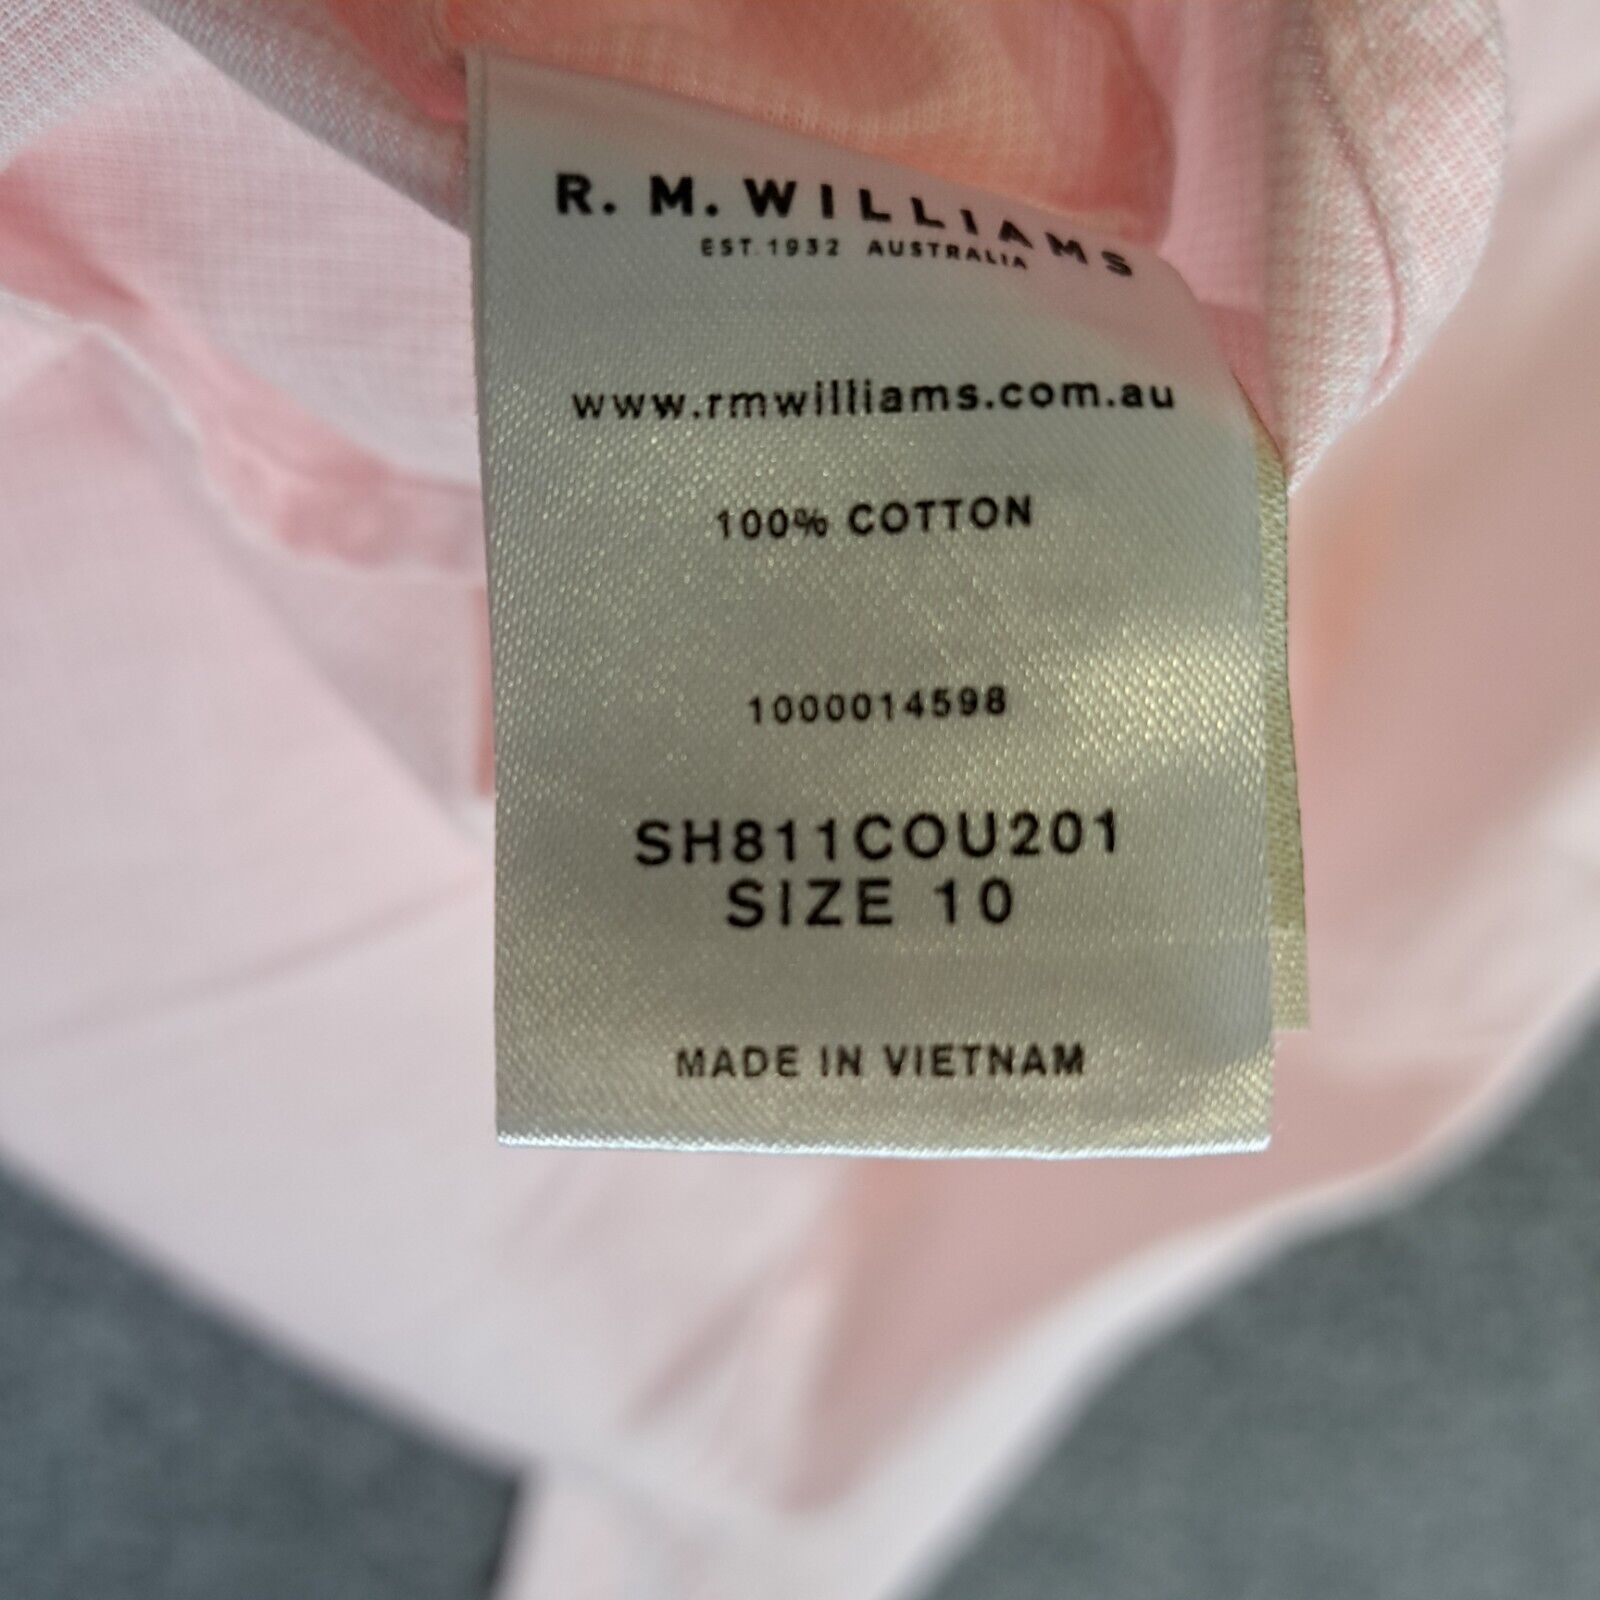 R. M. WILLIAMS
EST. 1932 AUSTRALIA
www.rmwilliams.com.au
100% COTTON
1000014598
SH811COU201
SIZE 10
MADE IN VIETNAM